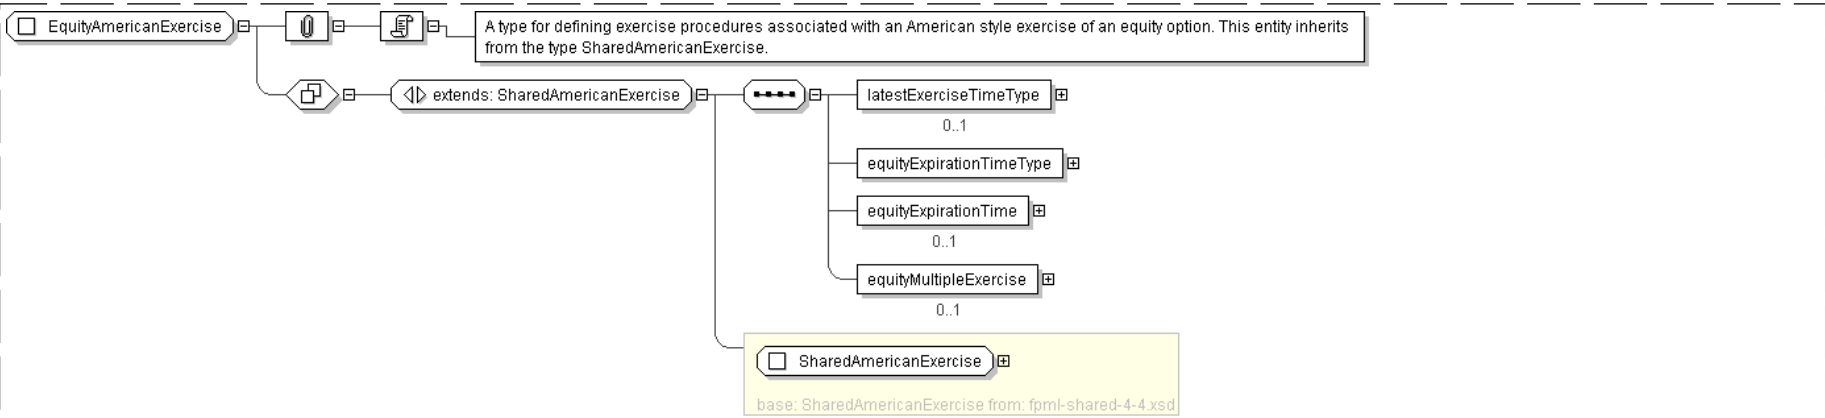 EquityAmericanExercise
A type for defining exercise procedures associated with an American style exercise of an equity option. This entity inherits
from the type SharedAmericanExercise.
extends: SharedAmericanExercise
latestExerciseTimeType
0..1
equityExpirationTimeType
equityExpirationTime
0..1
equityMultipleExercise
0..1
SharedAmericanExercise
base: SharedAmericanExercise from: fpml-shared-4-4.xsd